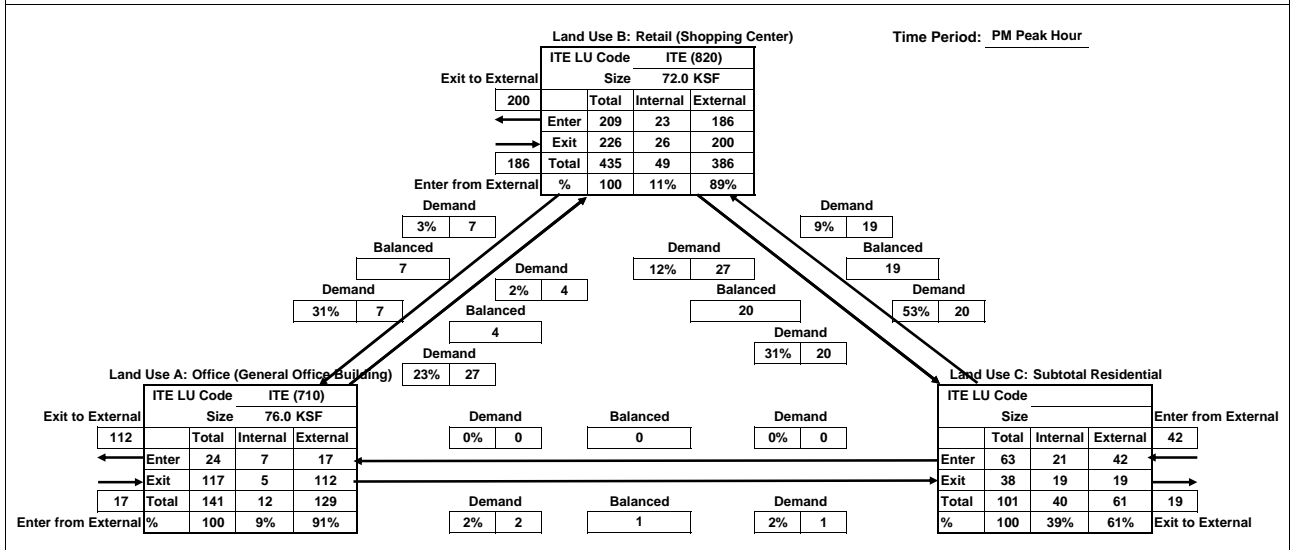 Land Use B: Retail (Shopping Center)
Time Period: PM Peak Hour
ITE LU Code ITE (820)
Exit to External Size 72.0 KSF
200 Total Internal External
Enter 209 23 186
Exit 226 26 200
186 Total 435 49 386
Enter from External % 100 11% 89%
Demand Demand
3% 7 9% 19
Balanced Demand Balanced
7 12% 27 19
Demand
2% 4
Demand Balanced Demand
31% 7 20 53% 20
Balanced
4
Demand
31% 20
Demand
23% 27
Land Use A: Office (General Office Building)
Land Use C: Subtotal Residential
ITE LU Code ITE (710) ITE LU Code
Exit to External Size 76.0 KSF Demand Balanced Demand Size Enter from External
112 Total Internal External 0% 0 0 0% 0 Total Internal External 42
Enter 24 7 17 Enter 63 21 42
Exit 117 5 112 Exit 38 19 19
17 Total 141 12 129 Demand Balanced Demand Total 101 40 61 19
Enter from External % 100 9% 91% 2% 2 1 2% 1 % 100 39% 61% Exit to External